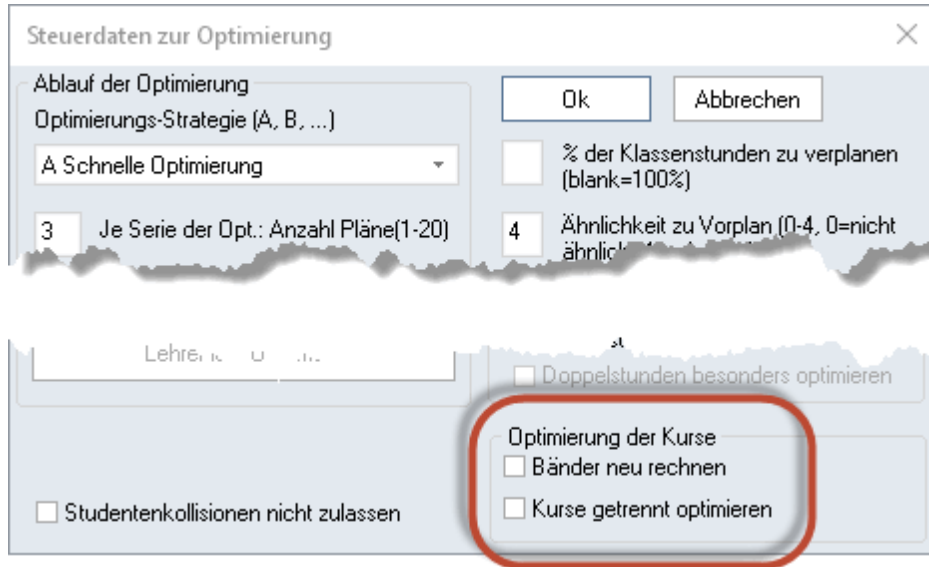 Steuerdaten zur Optimierung
Ablauf der Optimierung
Optimierungs-Strategie (A, B, ...)
A Schnelle Optimierung
3 Je Serie der Opt.: Anzahl Pläne(1-20)
Ok
Abbrechen
% der Klassenstunden zu verplanen
(blank=100%)
4 Ähnlichkeit zu Vorplan (0-4, 0=nicht
Doppelstunden besonders optimieren
Optimierung der Kurse
Bänder neu rechnen
Kurse getrennt optimieren
Studentenkollisionen nicht zulassen